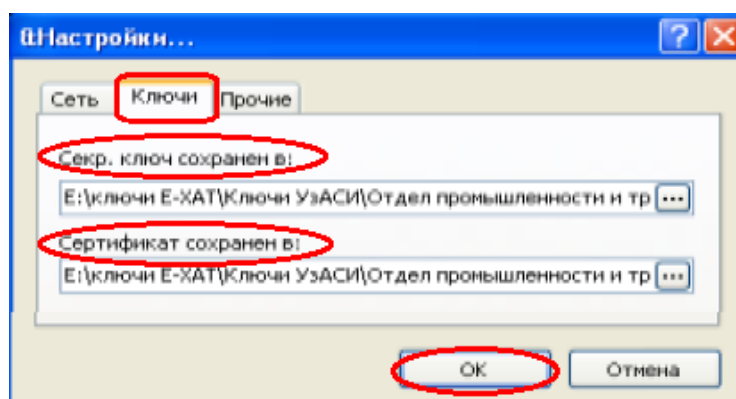 &Настройки...
Сеть Ключи Прочие
Секр. ключ сохранен в:
E:\ключи E-XAT\Ключи УзАСИ\Отдел промышленности и тр ...
Сертификат сохранен в:
E:\ключи E-XAT\Ключи УзАСИ\Отдел промышленности и тр ...
OK Отмена